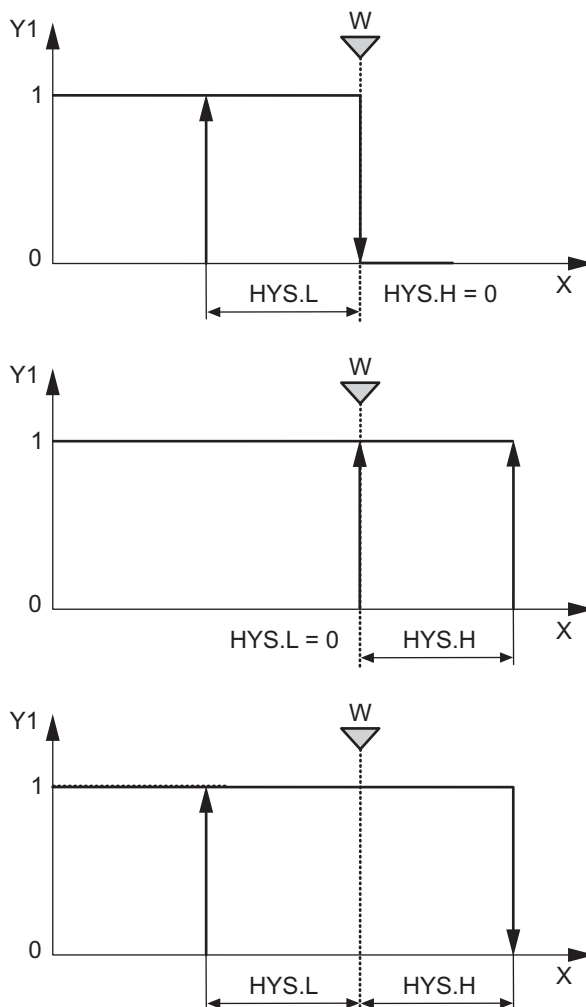 W
Y1
1
0
X
HYS.L
HYS.H = 0
W
Y1
1
0
X
HYS.L = 0
HYS.H
W
Y1
1
0
X
HYS.L
HYS.H